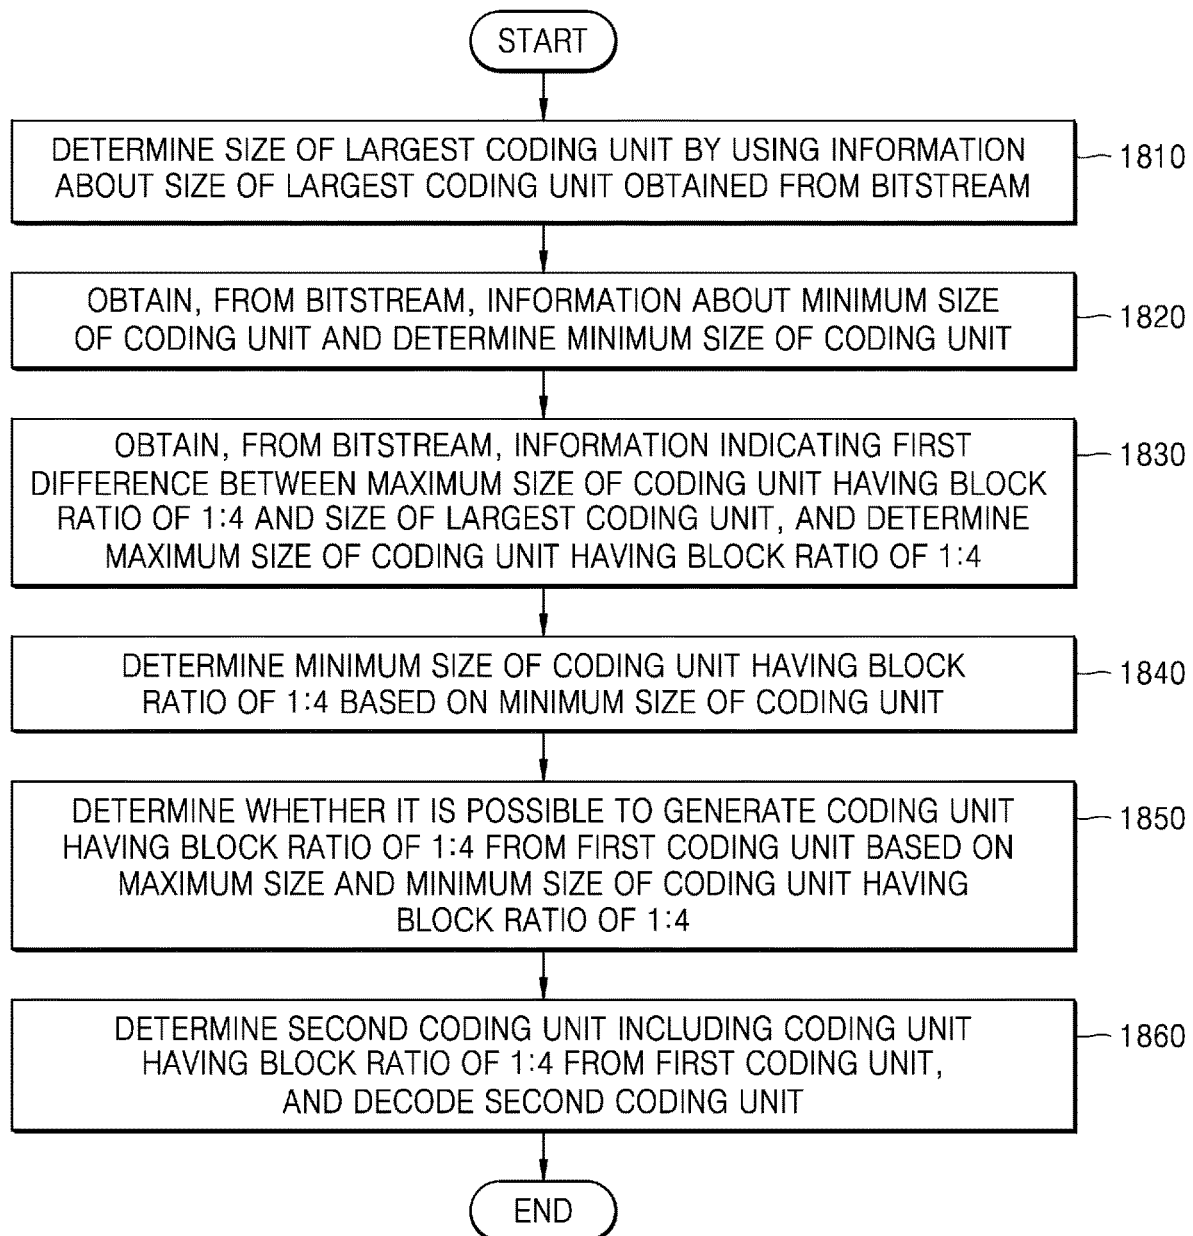 START
DETERMINE SIZE OF LARGEST CODING UNIT BY USING INFORMATION
ABOUT SIZE OF LARGEST CODING UNIT OBTAINED FROM BITSTREAM
1810
OBTAIN, FROM BITSTREAM, INFORMATION ABOUT MINIMUM SIZE
OF CODING UNIT AND DETERMINE MINIMUM SIZE OF CODING UNIT
1820
OBTAIN, FROM BITSTREAM, INFORMATION INDICATING FIRST
DIFFERENCE BETWEEN MAXIMUM SIZE OF CODING UNIT HAVING BLOCK
RATIO OF 1:4 AND SIZE OF LARGEST CODING UNIT, AND DETERMINE
MAXIMUM SIZE OF CODING UNIT HAVING BLOCK RATIO OF 1:4
1830
DETERMINE MINIMUM SIZE OF CODING UNIT HAVING BLOCK
RATIO OF 1:4 BASED ON MINIMUM SIZE OF CODING UNIT
1840
DETERMINE WHETHER IT IS POSSIBLE TO GENERATE CODING UNIT
HAVING BLOCK RATIO OF 1:4 FROM FIRST CODING UNIT BASED ON
MAXIMUM SIZE AND MINIMUM SIZE OF CODING UNIT HAVING
BLOCK RATIO OF 1:4
1850
DETERMINE SECOND CODING UNIT INCLUDING CODING UNIT
HAVING BLOCK RATIO OF 1:4 FROM FIRST CODING UNIT,
AND DECODE SECOND CODING UNIT
1860
END